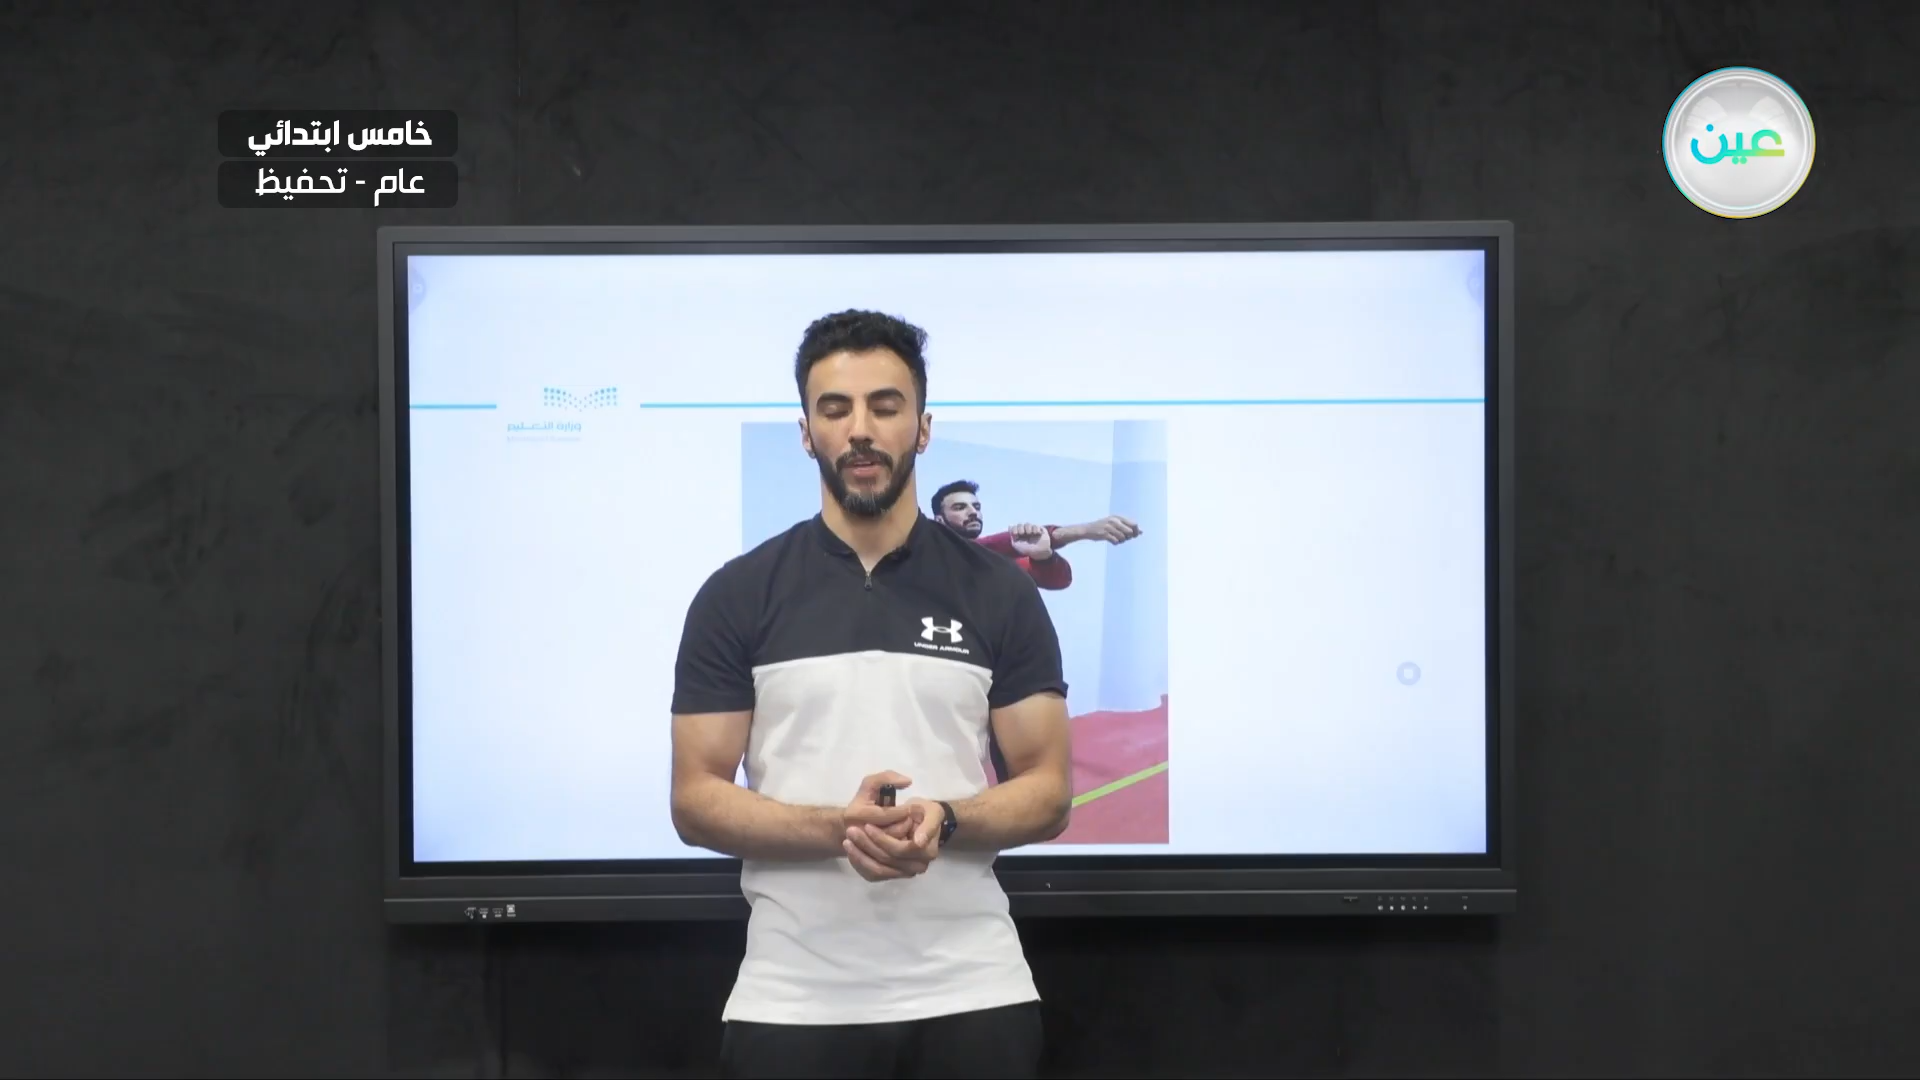 خامس ابتدائي
عام - تحفيظ
عين
وزارة التعليم
UNDER ARMOUR